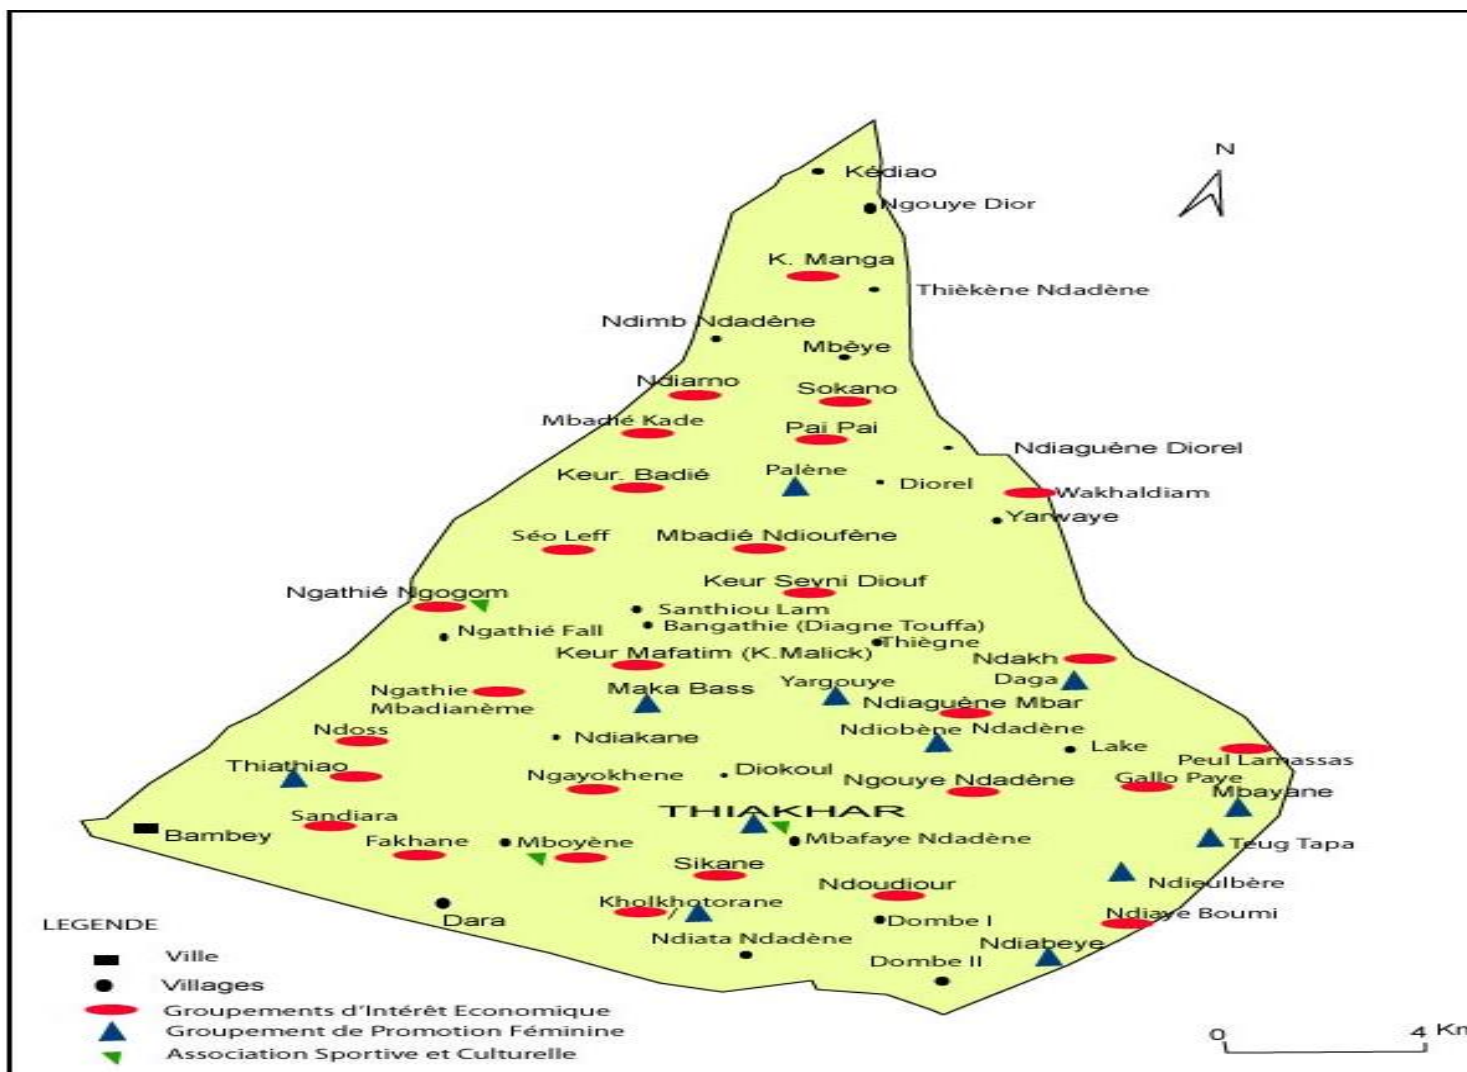 Kédiao
N
Ngouye Dior
K. Manga
Thièkène Ndadène
Ndimb Ndadène
Mbèye
Ndiarno
Sokano
Mbadié Kade
Pai Pai
Ndiaguène Diorel
Keur. Badié
Palène
Diorel
Wakhaldiam
Yarwaye
Séo Leff
Mbadié Ndioufène
Keur Seyni Diouf
Ngathié Ngogom
Santhiou Lam
Ngathié Fall
Bangathie (Diagne Touffa)
Thiègne
Keur Mafatim (K.Malick)
Ndakh
Daga
Ngathie
Mbadianème
Maka Bass
Yargouye
Ndiaguène Mbar
Ndoss
Ndiakane
Ndiobène
Ndadène
Lake
Peul Lamassas
Thiathiao
Ngayokhene
Diokoul
Ngouye Ndadène
Gallo Paye
Mbayane
Sandiara
THIAKHAR
Bambey
Fakhane
Mboyène
Mbafaye Ndadène
Teug Tapa
Sikane
Ndoudiour
Ndieulbère
Kholkhotorane
/
Dara
Dombe I
Ndiaye Boumi
Ndiata Ndadène
Ndiabeye
Dombe II
LEGENDE
Ville
Villages
Groupements d'Intérêt Economique
Groupement de Promotion Féminine
Association Sportive et Culturelle
0 4 Km